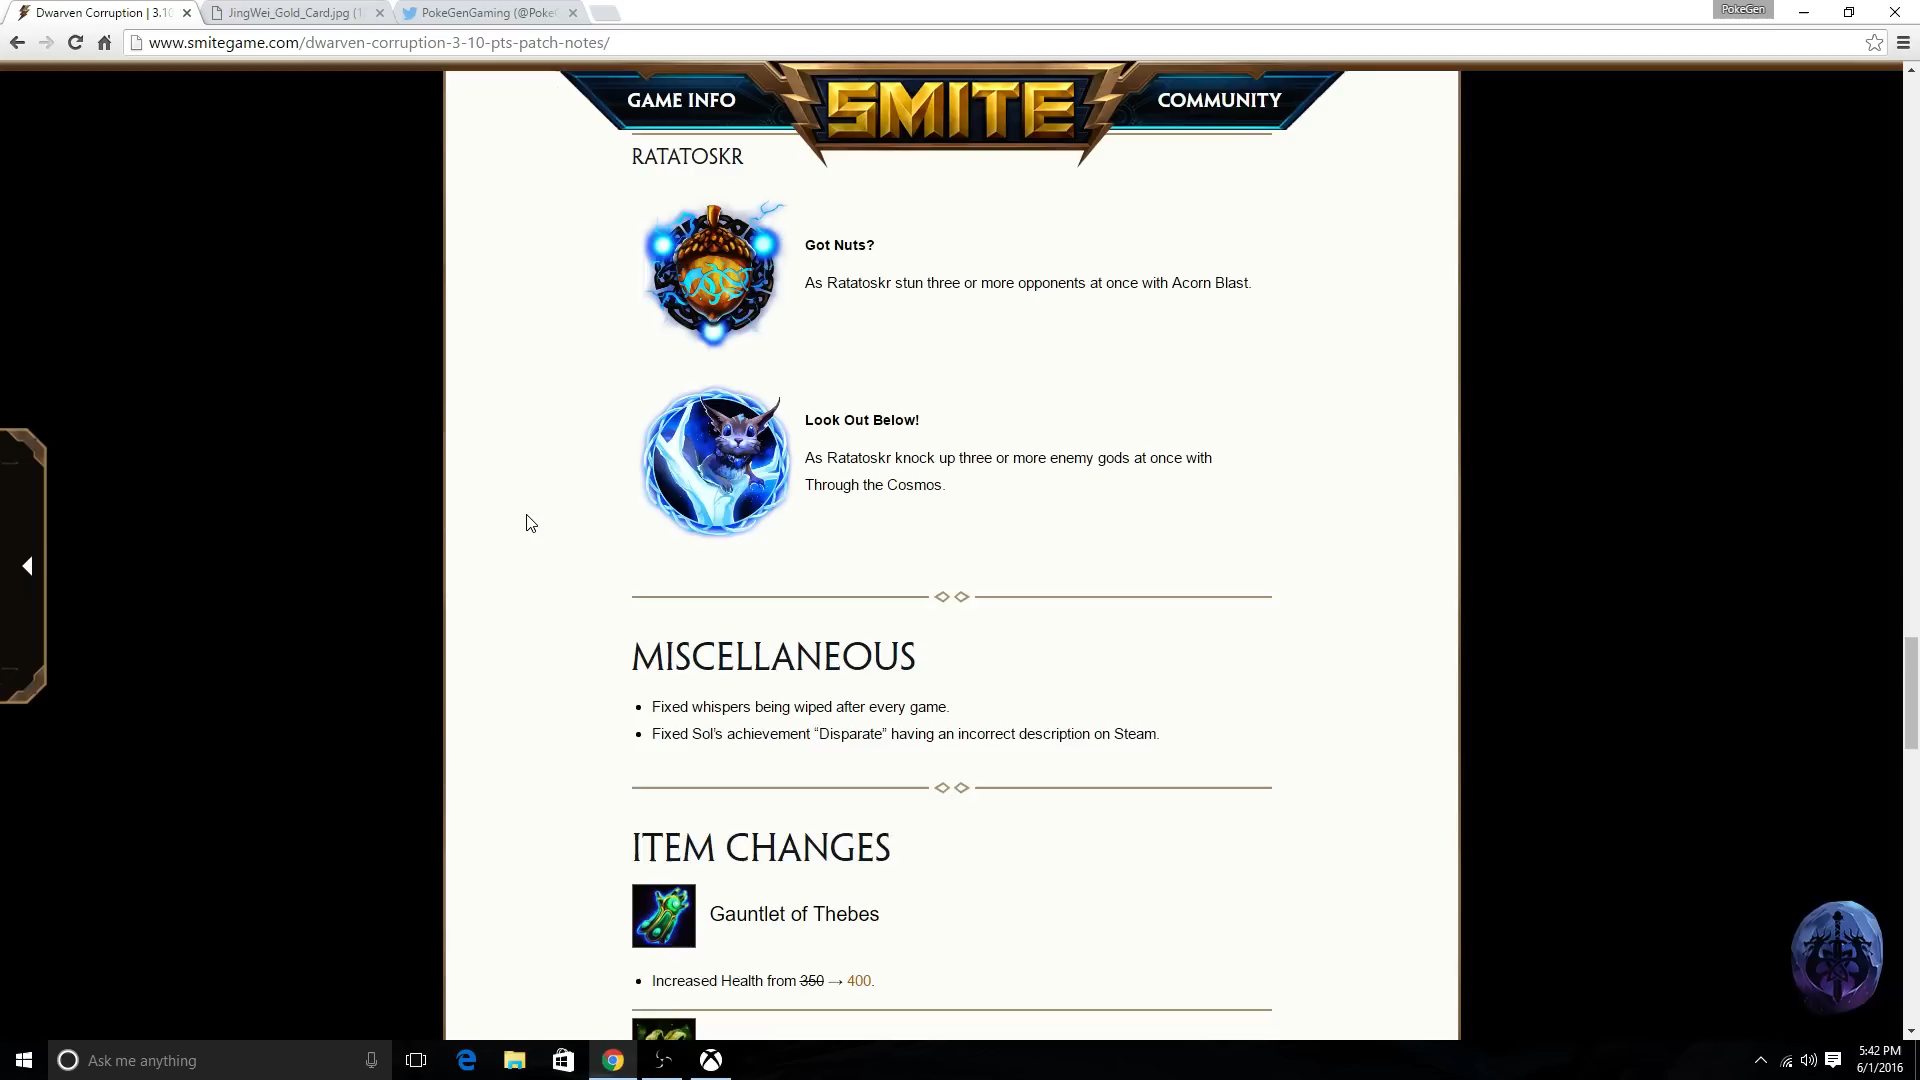 Dwarven Corruption | 3.10
JingWei_Gold_Card.jpg (1
PokeGenGaming (@Poke
PokeGen
www.smitegame.com/dwarven-corruption-3-10-pts-patch-notes/
GAME INFO
SMITE
COMMUNITY
RATATOSKR
Got Nuts?
As Ratatoskr stun three or more opponents at once with Acorn Blast.
Look Out Below!
As Ratatoskr knock up three or more enemy gods at once with
Through the Cosmos.
MISCELLANEOUS
• Fixed whispers being wiped after every game.
• Fixed Sol’s achievement “Disparate” having an incorrect description on Steam.
ITEM CHANGES
Gauntlet of Thebes
• Increased Health from 350 → 400.
Ask me anything
5:42 PM
6/1/2016